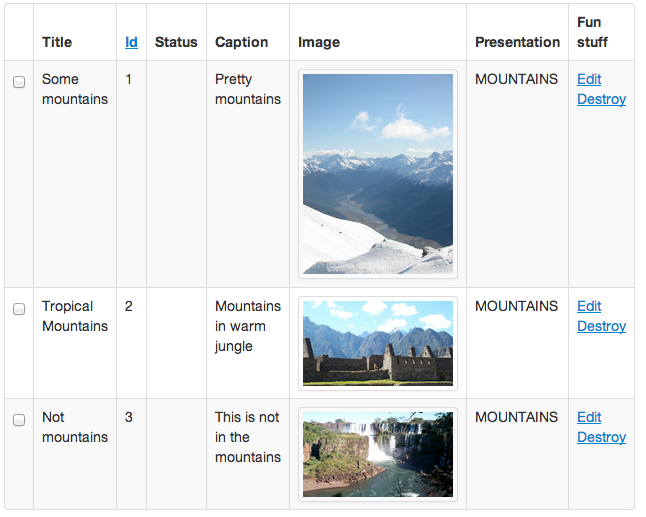 Title Id Status Caption Image Presentation Fun
stuff
Some 1 Pretty MOUNTAINS Edit
mountains mountains Destroy
Tropical 2 Mountains MOUNTAINS Edit
Mountains in warm Destroy
jungle
Not 3 This is not MOUNTAINS Edit
mountains in the Destroy
mountains